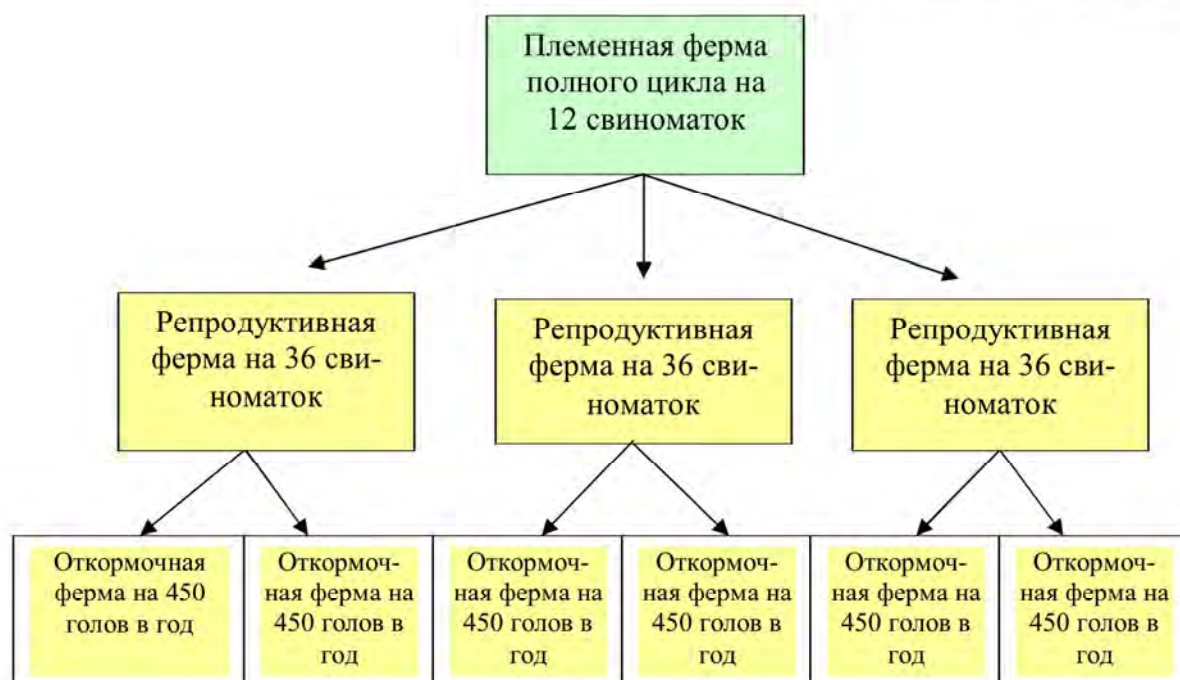 Племенная ферма
полного цикла на
12 свиноматок
Репродуктивная
ферма на 36 сви-
номаток
Репродуктивная
ферма на 36 сви-
номаток
Репродуктивная
ферма на 36 сви-
номаток
Откормочная
ферма на 450
голов в год
Откормоч-
ная ферма на
450 голов в
год
Откормоч-
ная ферма на
450 голов в
год
Откормоч-
ная ферма на
450 голов в
год
Откормоч-
ная ферма на
450 голов в
год
Откормоч-
ная ферма на
450 голов в
год